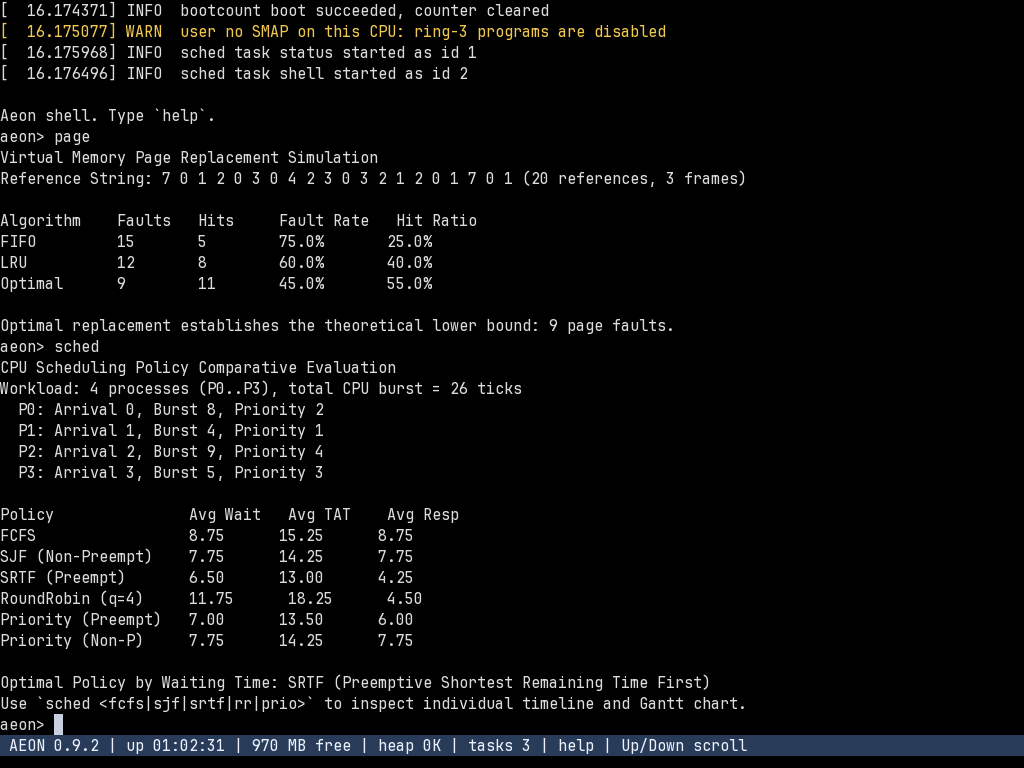 [  16.174371] INFO  bootcount boot succeeded, counter cleared
[  16.175077] WARN  user no SMAP on this CPU: ring-3 programs are disabled
[  16.175968] INFO  sched task status started as id 1
[  16.176496] INFO  sched task shell started as id 2
Aeon shell. Type `help`.
aeon> page
Virtual Memory Page Replacement Simulation
Reference String: 7 0 1 2 0 3 0 4 2 3 0 3 2 1 2 0 1 7 0 1 (20 references, 3 frames)
Algorithm    Faults   Hits     Fault Rate   Hit Ratio
FIFO         15       5        75.0%       25.0%
LRU          12       8        60.0%       40.0%
Optimal      9        11       45.0%       55.0%
Optimal replacement establishes the theoretical lower bound: 9 page faults.
aeon> sched
CPU Scheduling Policy Comparative Evaluation
Workload: 4 processes (P0..P3), total CPU burst = 26 ticks
  P0: Arrival 0, Burst 8, Priority 2
  P1: Arrival 1, Burst 4, Priority 1
  P2: Arrival 2, Burst 9, Priority 4
  P3: Arrival 3, Burst 5, Priority 3
Policy               Avg Wait   Avg TAT    Avg Resp
FCFS                 8.75      15.25      8.75
SJF (Non-Preempt)    7.75      14.25      7.75
SRTF (Preempt)       6.50      13.00      4.25
RoundRobin (q=4)     11.75      18.25      4.50
Priority (Preempt)   7.00      13.50      6.00
Priority (Non-P)     7.75      14.25      7.75
Optimal Policy by Waiting Time: SRTF (Preemptive Shortest Remaining Time First)
Use `sched <fcfs|sjf|srtf|rr|prio>` to inspect individual timeline and Gantt chart.
aeon>
AEON 0.9.2 | up 01:02:31 | 970 MB free | heap OK | tasks 3 | help | Up/Down scroll